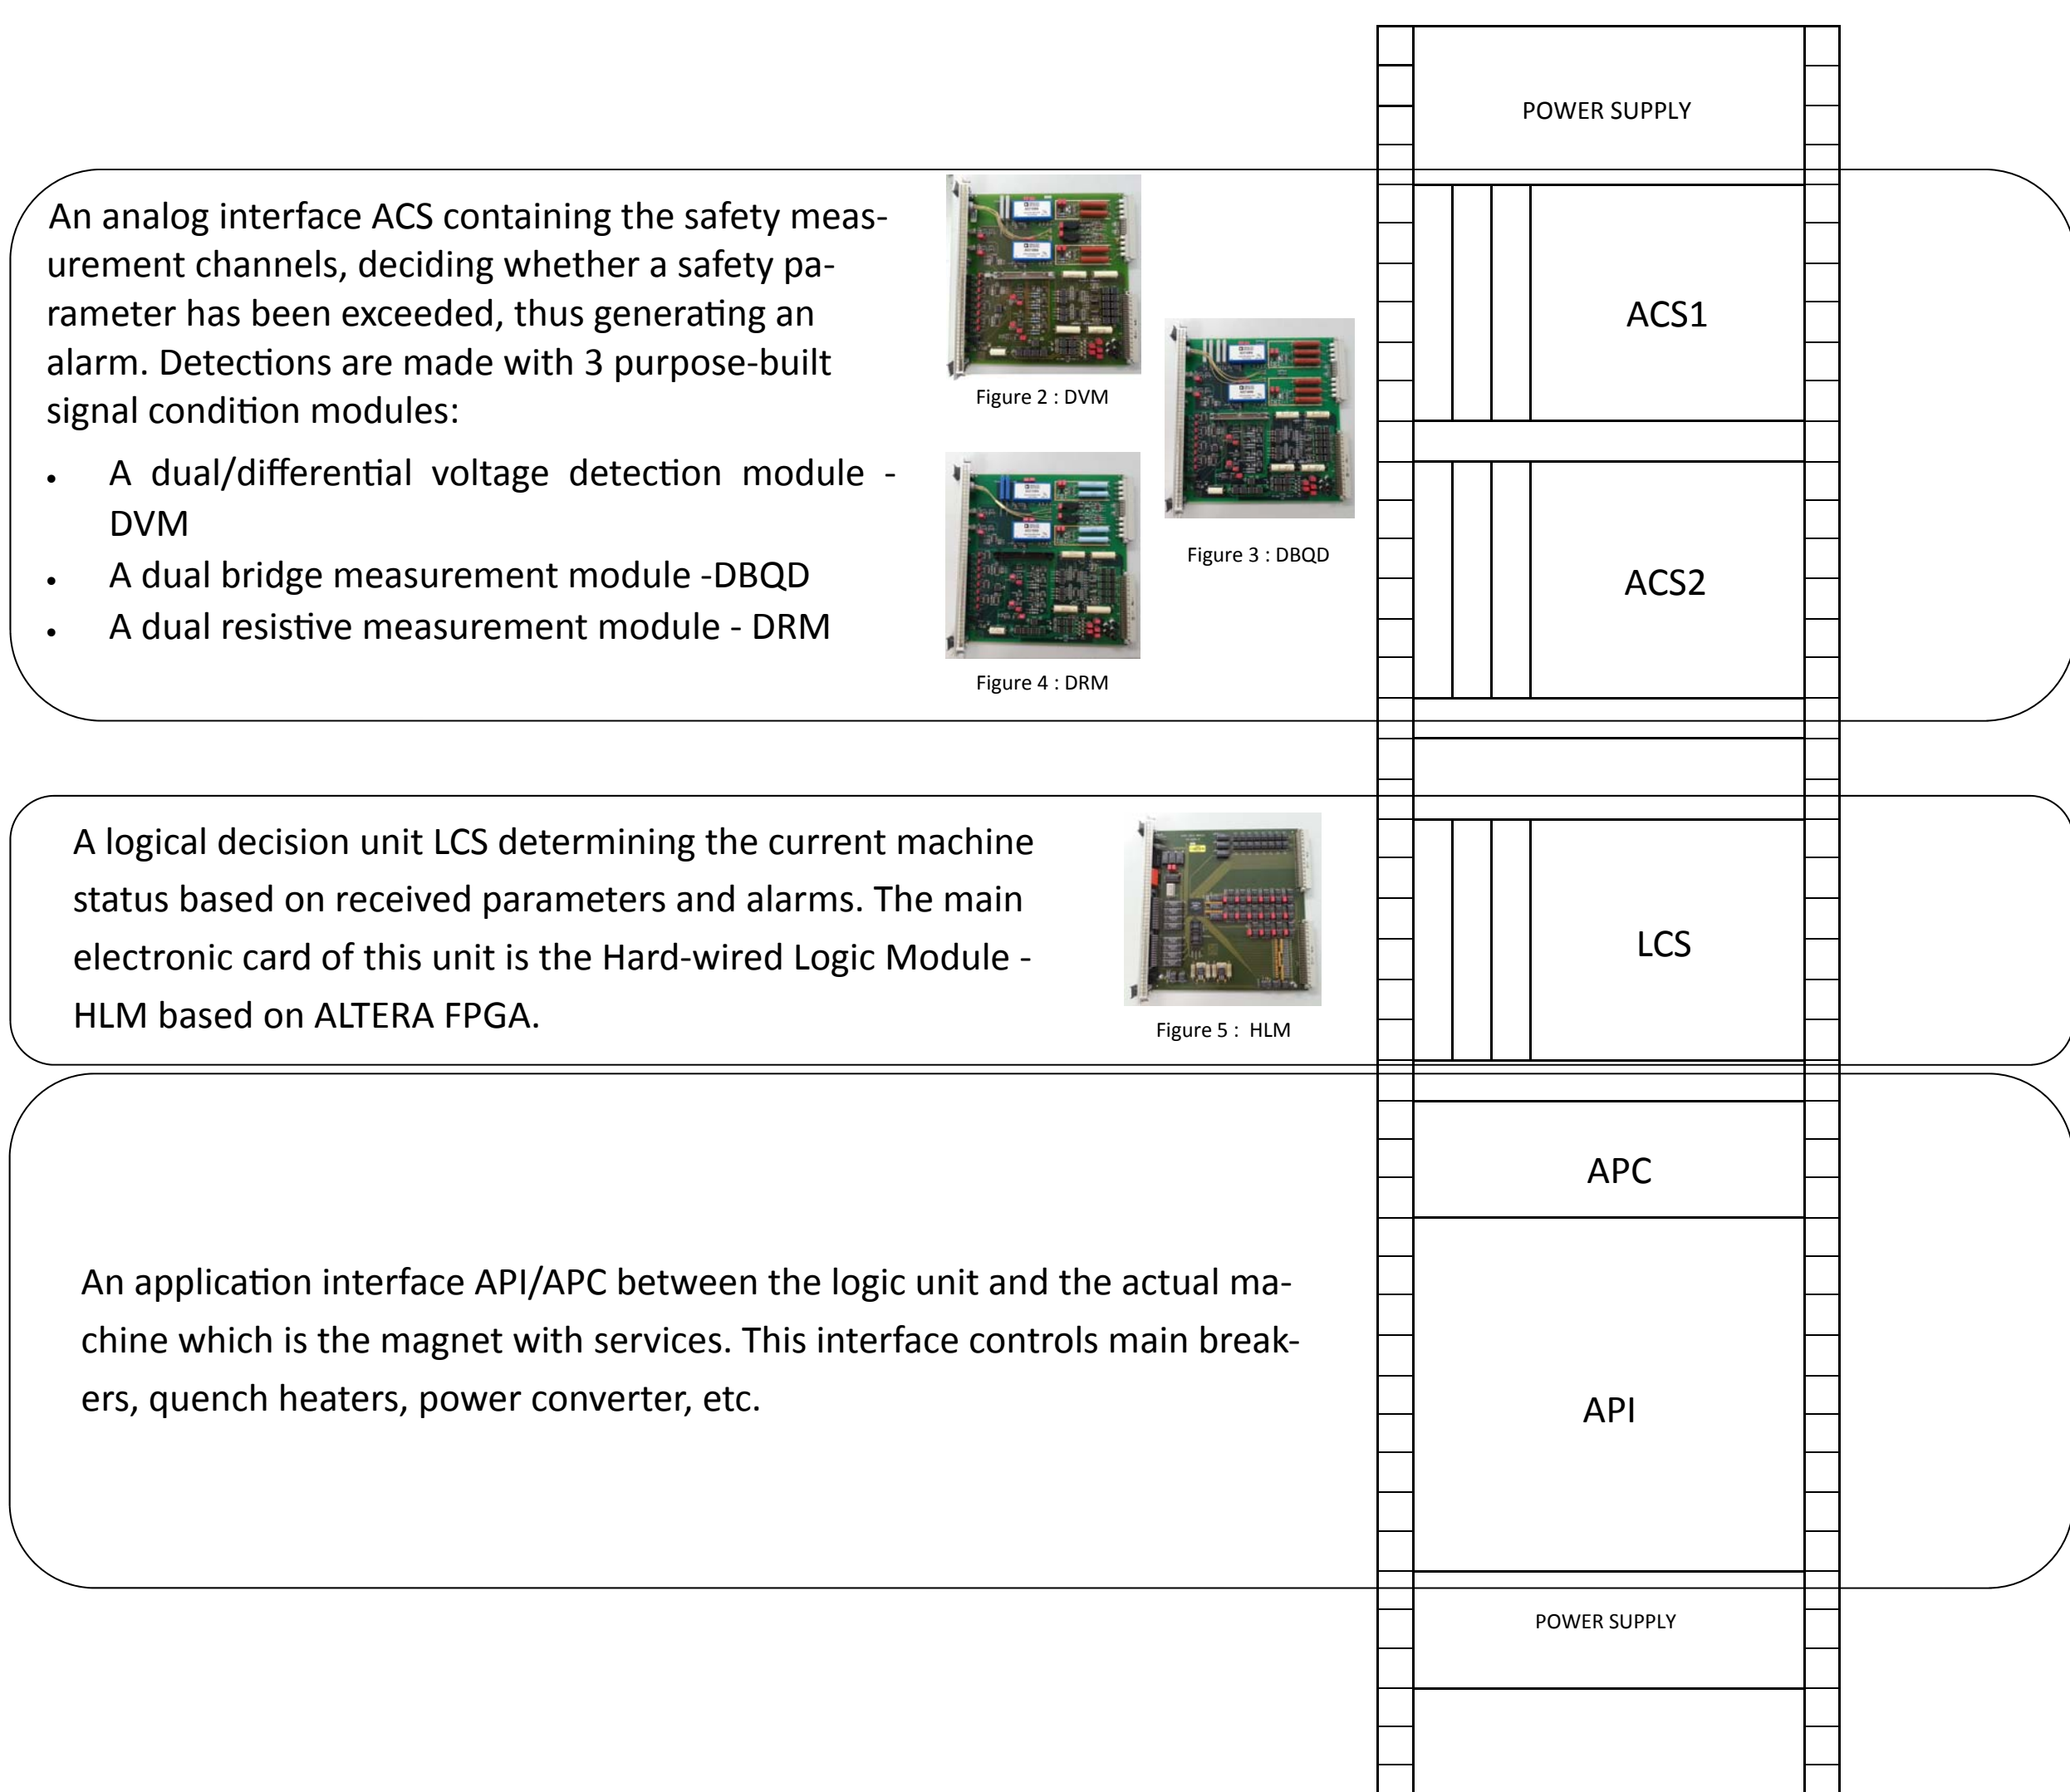 POWER SUPPLY
An analog interface ACS containing the safety meas-
urement channels, deciding whether a safety pa-
rameter has been exceeded, thus generating an
alarm. Detections are made with 3 purpose-built
signal condition modules:
• A dual/differential voltage detection module -
DVM
• A dual bridge measurement module -DBQD
• A dual resistive measurement module - DRM
Figure 2 : DVM
Figure 3 : DBQD
Figure 4 : DRM
ACS1
ACS2
A logical decision unit LCS determining the current machine
status based on received parameters and alarms. The main
electronic card of this unit is the Hard-wired Logic Module -
HLM based on ALTERA FPGA.
Figure 5 : HLM
LCS
APC
An application interface API/APC between the logic unit and the actual ma-
chine which is the magnet with services. This interface controls main break-
ers, quench heaters, power converter, etc.
API
POWER SUPPLY